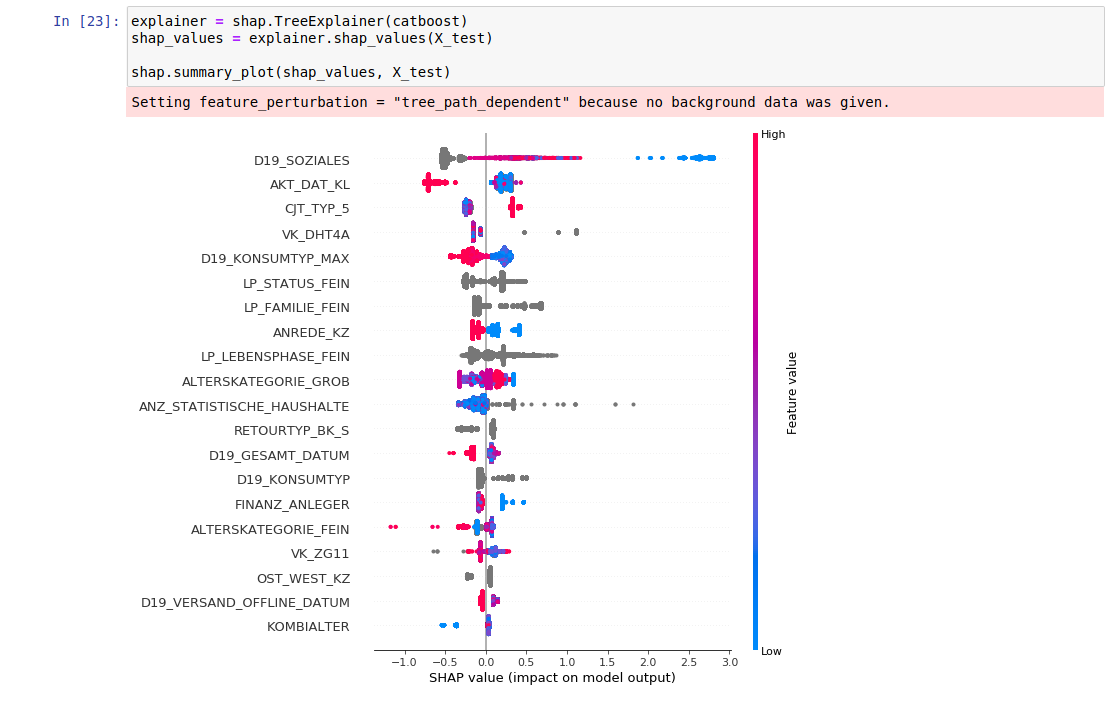 In [23]:
explainer = shap.TreeExplainer(catboost)
shap_values = explainer.shap_values(X_test)
shap.summary_plot(shap_values, X_test)
Setting feature_perturbation = "tree_path_dependent" because no background data was given.
High
D19_SOZIALES
AKT_DAT_KL
CJT_TYP_5
VK_DHT4A
D19_KONSUMTYP_MAX
LP_STATUS_FEIN
LP_FAMILIE_FEIN
ANREDE_KZ
LP_LEBENSPHASE_FEIN
ALTERSKATEGORIE_GROB
ANZ_STATISTISCHE_HAUSHALTE
RETOURTYP_BK_S
D19_GESAMT_DATUM
D19_KONSUMTYP
FINANZ_ANLEGER
ALTERSKATEGORIE_FEIN
VK_ZG11
OST_WEST_KZ
D19_VERSAND_OFFLINE_DATUM
KOMBIALTER
Feature value
Low
−1.0 −0.5 0.0 0.5 1.0 1.5 2.0 2.5 3.0
SHAP value (impact on model output)